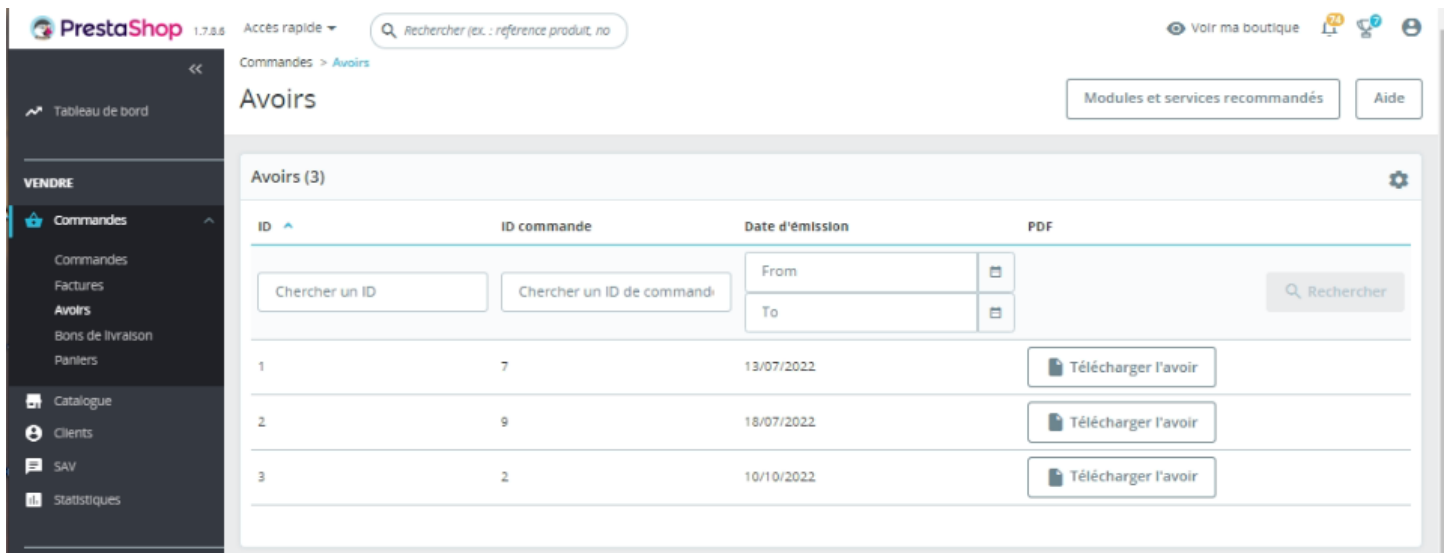 PrestaShop 1.7.8.6 Accès rapide Rechercher (ex. : référence produit, no Voir ma boutique 74 7
Commandes > Avoirs
Avoirs
Modules et services recommandés Aide
Tableau de bord
VENDRE
Commandes
Commandes
Factures
Avoirs
Bons de livraison
Paniers
Catalogue
Clients
SAV
Statistiques
Avoirs (3)
ID ID commande Date d'émission PDF
Chercher un ID Chercher un ID de command From Rechercher
To
1 7 13/07/2022 Télécharger l'avoir
2 9 18/07/2022 Télécharger l'avoir
3 2 10/10/2022 Télécharger l'avoir